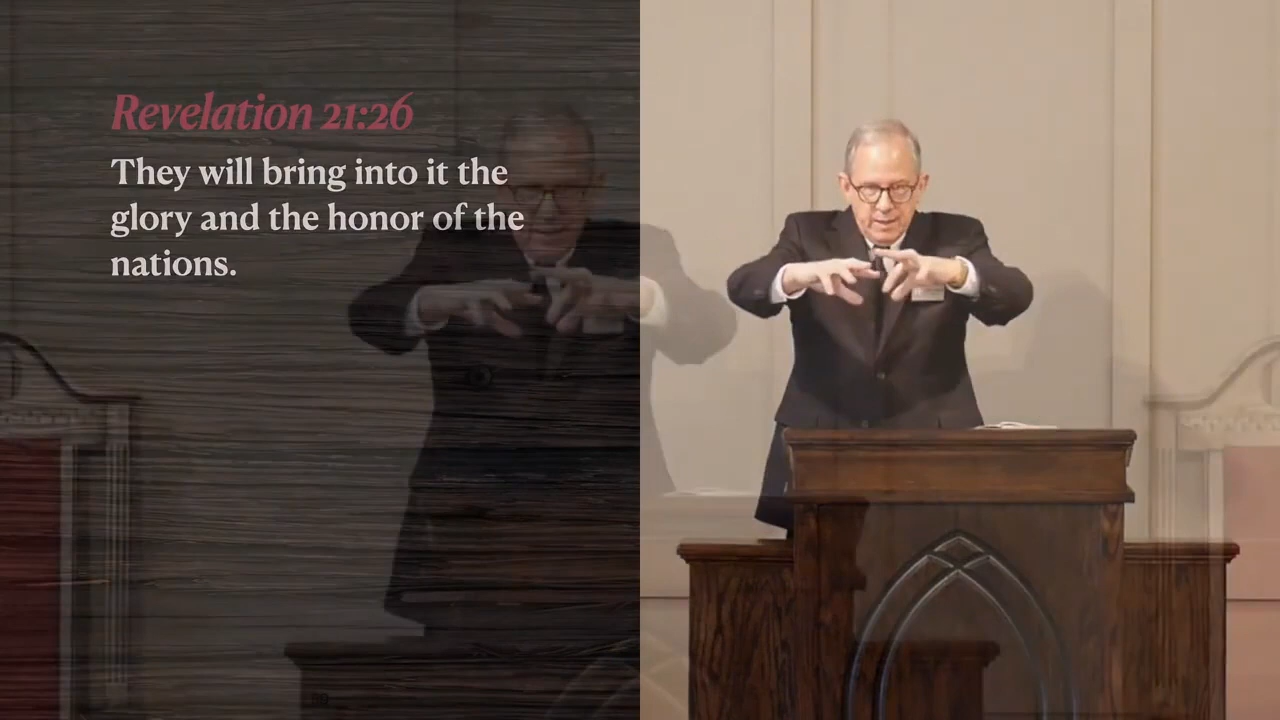 Revelation 21:26
They will bring into it the
glory and the honor of the
nations.